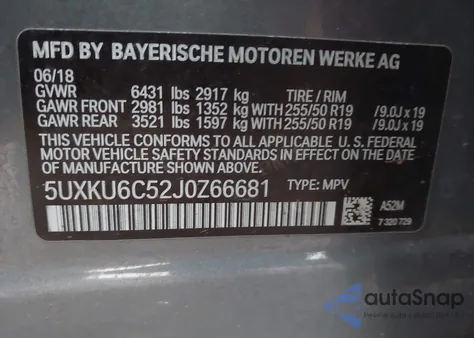 MFD BY BAYERISCHE MOTOREN WERKE AG
06/18
GVWR 6431 lbs 2917 kg TIRE / RIM
GAWR FRONT 2981 lbs 1352 kg WITH 255/50 R19 /9.0J x 19
GAWR REAR 3521 lbs 1597 kg WITH 255/50 R19 /9.0J x 19
THIS VEHICLE CONFORMS TO ALL APPLICABLE U.S. FEDERAL
MOTOR VEHICLE SAFETY STANDARDS IN EFFECT ON THE DATE
OF MANUFACTURE SHOWN ABOVE.
5UXKU6C52J0Z66681 TYPE: MPV
A52M
7 320 729
autoSnap